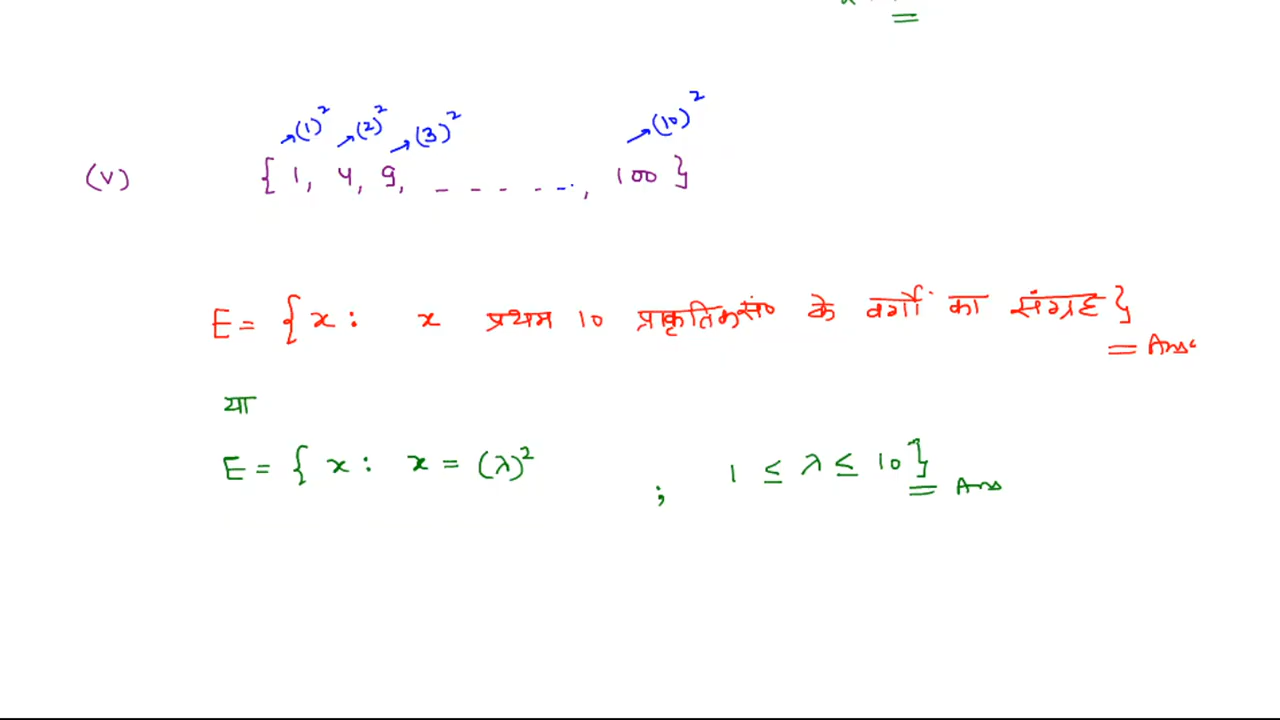 →(1)² →(2)² →(3)² →(10)²
(v) { 1, 4, 9, - - - - - -, 100 }
E = { x : x प्रथम 10 प्राकृतिक सं० के वर्गों का संग्रह }
= Ans
या
E = { x : x = (λ)² ; 1 ≤ λ ≤ 10 }
= Ans